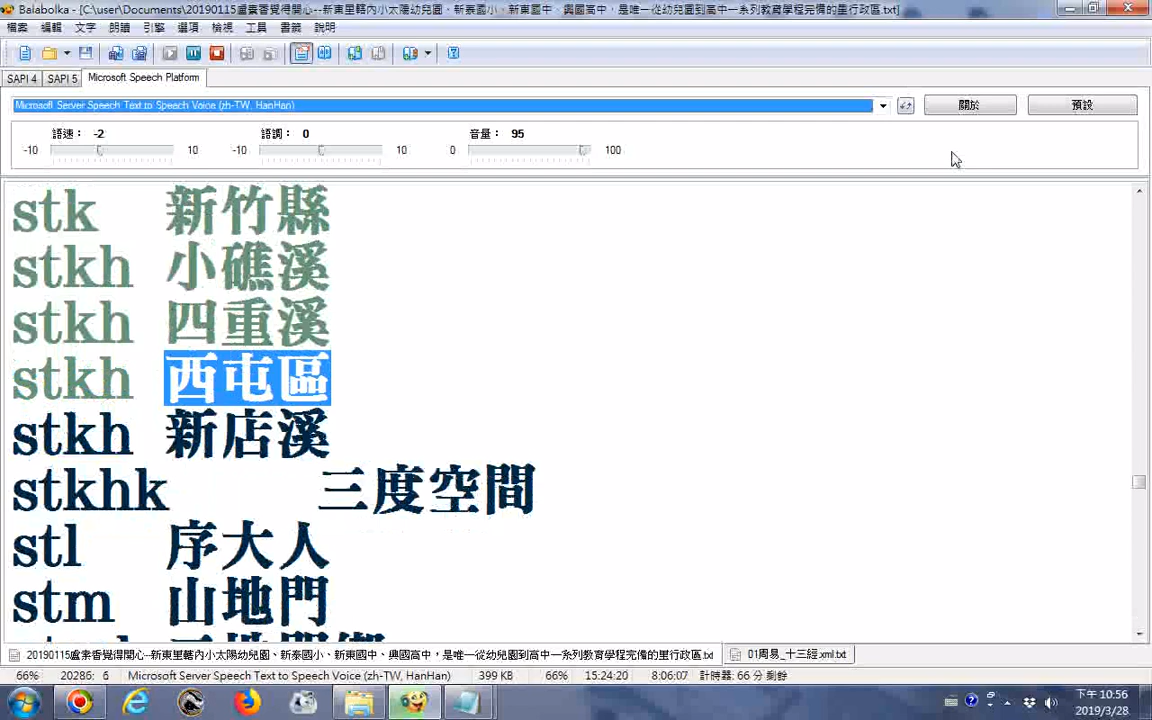 Balabolka - [C:\user\Documents\20190115盧素香覺得開心--新東里轄內小太陽幼兒園、新泰國小、新東國中、興國高中，是唯一從幼兒園到高中一系列教育學程完備的里行政區.txt]
檔案 編輯 文字 朗讀 引擎 選項 檢視 工具 書籤 說明
SAPI 4 SAPI 5 Microsoft Speech Platform
Microsoft Server Speech Text to Speech Voice (zh-TW, HanHan) 關於 預設
語速： -2 語調： 0 音量： 95
-10 10 -10 10 0 100
stk 新竹縣
stkh 小礁溪
stkh 四重溪
stkh 西屯區
stkh 新店溪
stkhk 三度空間
stl 序大人
stm 山地門
20190115盧素香覺得開心--新東里轄內小太陽幼兒園、新泰國小、新東國中、興國高中，是唯一從幼兒園到高中一系列教育學程完備的里行政區.txt 01周易_十三經.xml.txt
66% 20286: 6 Microsoft Server Speech Text to Speech Voice (zh-TW, HanHan) 399 KB 66% 15:24:20 8:06:07 計時器: 66 分 剩餘
下午 10:56
2019/3/28